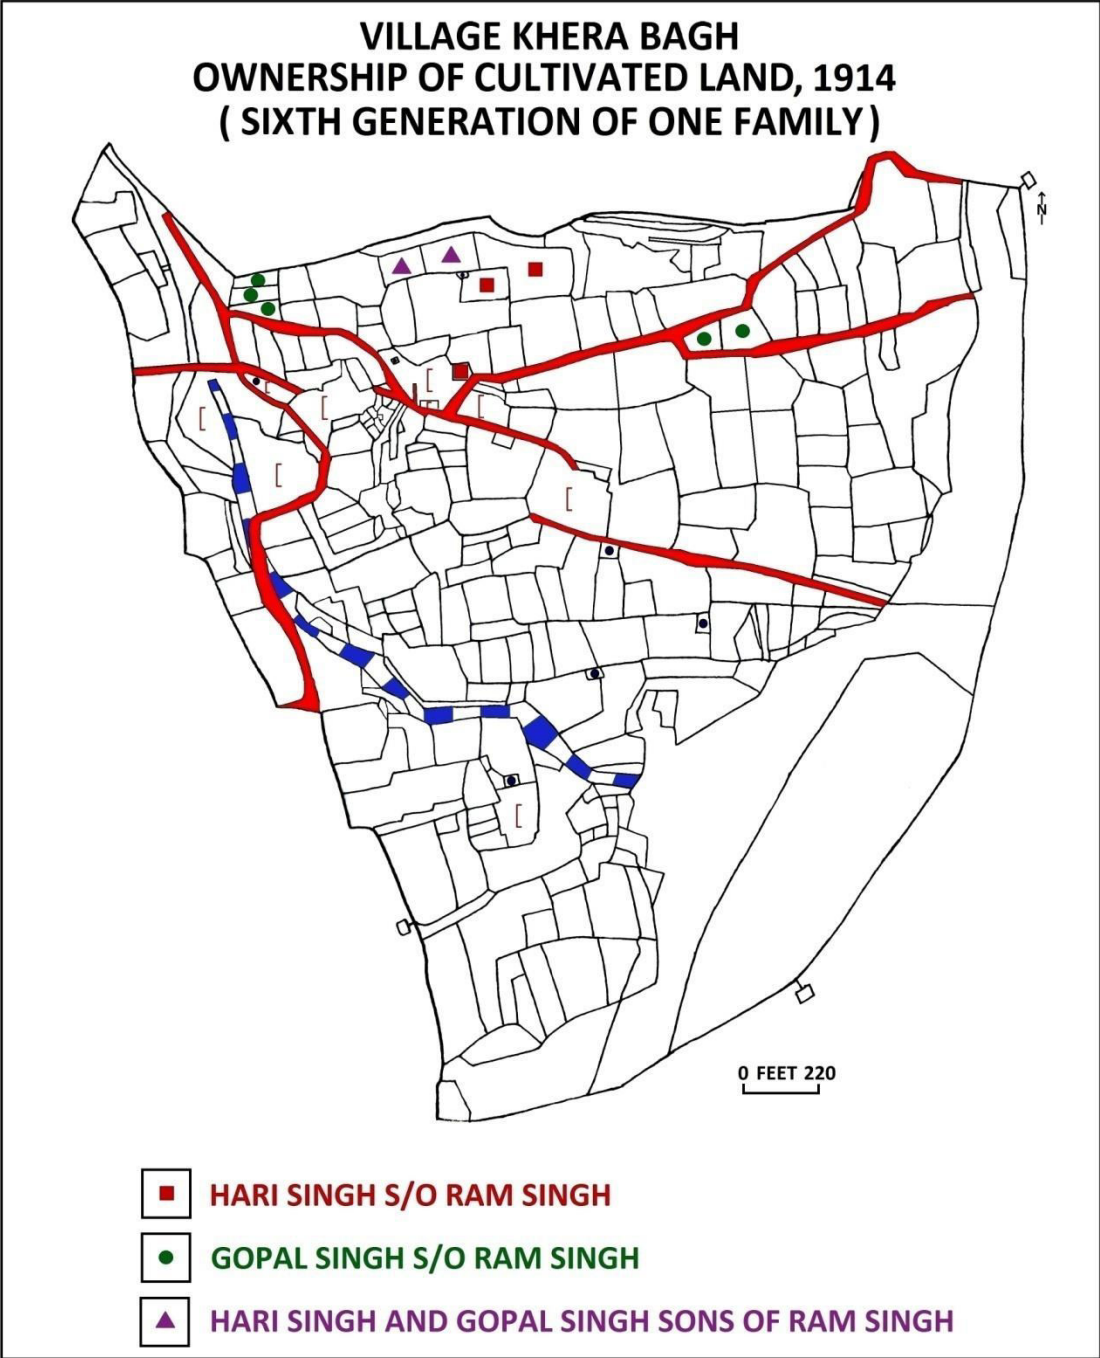 VILLAGE KHERA BAGH
OWNERSHIP OF CULTIVATED LAND, 1914
( SIXTH GENERATION OF ONE FAMILY )
N
0 FEET 220
HARI SINGH S/O RAM SINGH
GOPAL SINGH S/O RAM SINGH
HARI SINGH AND GOPAL SINGH SONS OF RAM SINGH